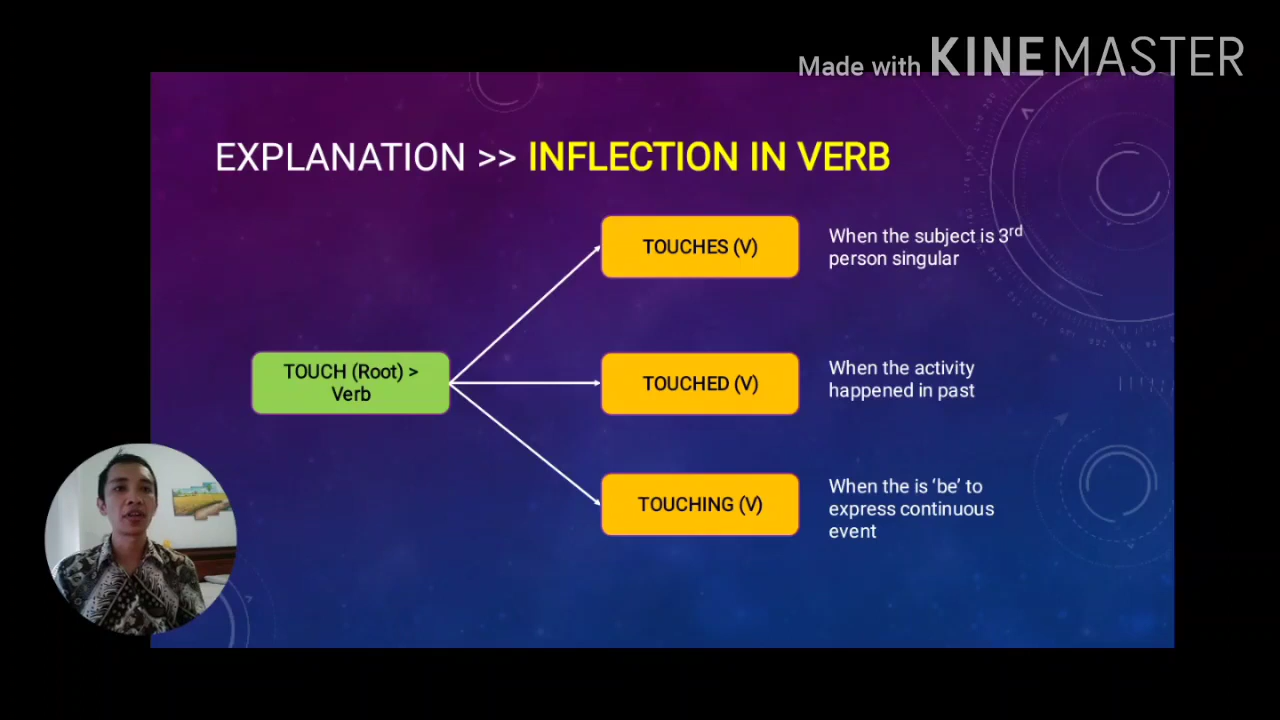 Made with KINEMASTER
EXPLANATION >> INFLECTION IN VERB
TOUCHES (V)
When the subject is 3rd
person singular
TOUCH (Root) >
Verb
TOUCHED (V)
When the activity
happened in past
TOUCHING (V)
When the is ‘be’ to
express continuous
event